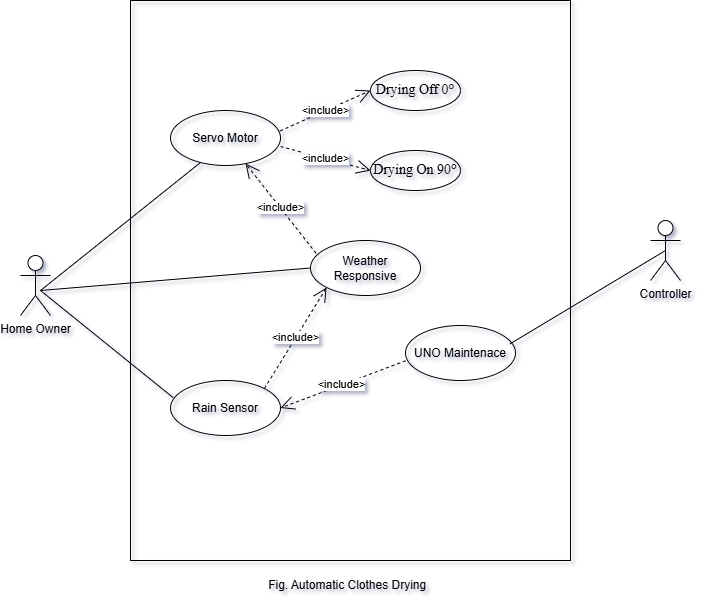 Drying Off 0°
<include>
Servo Motor
<include>
Drying On 90°
<include>
Weather
Responsive
Controller
Home Owner
<include>
UNO Maintenace
<include>
Rain Sensor
Fig. Automatic Clothes Drying